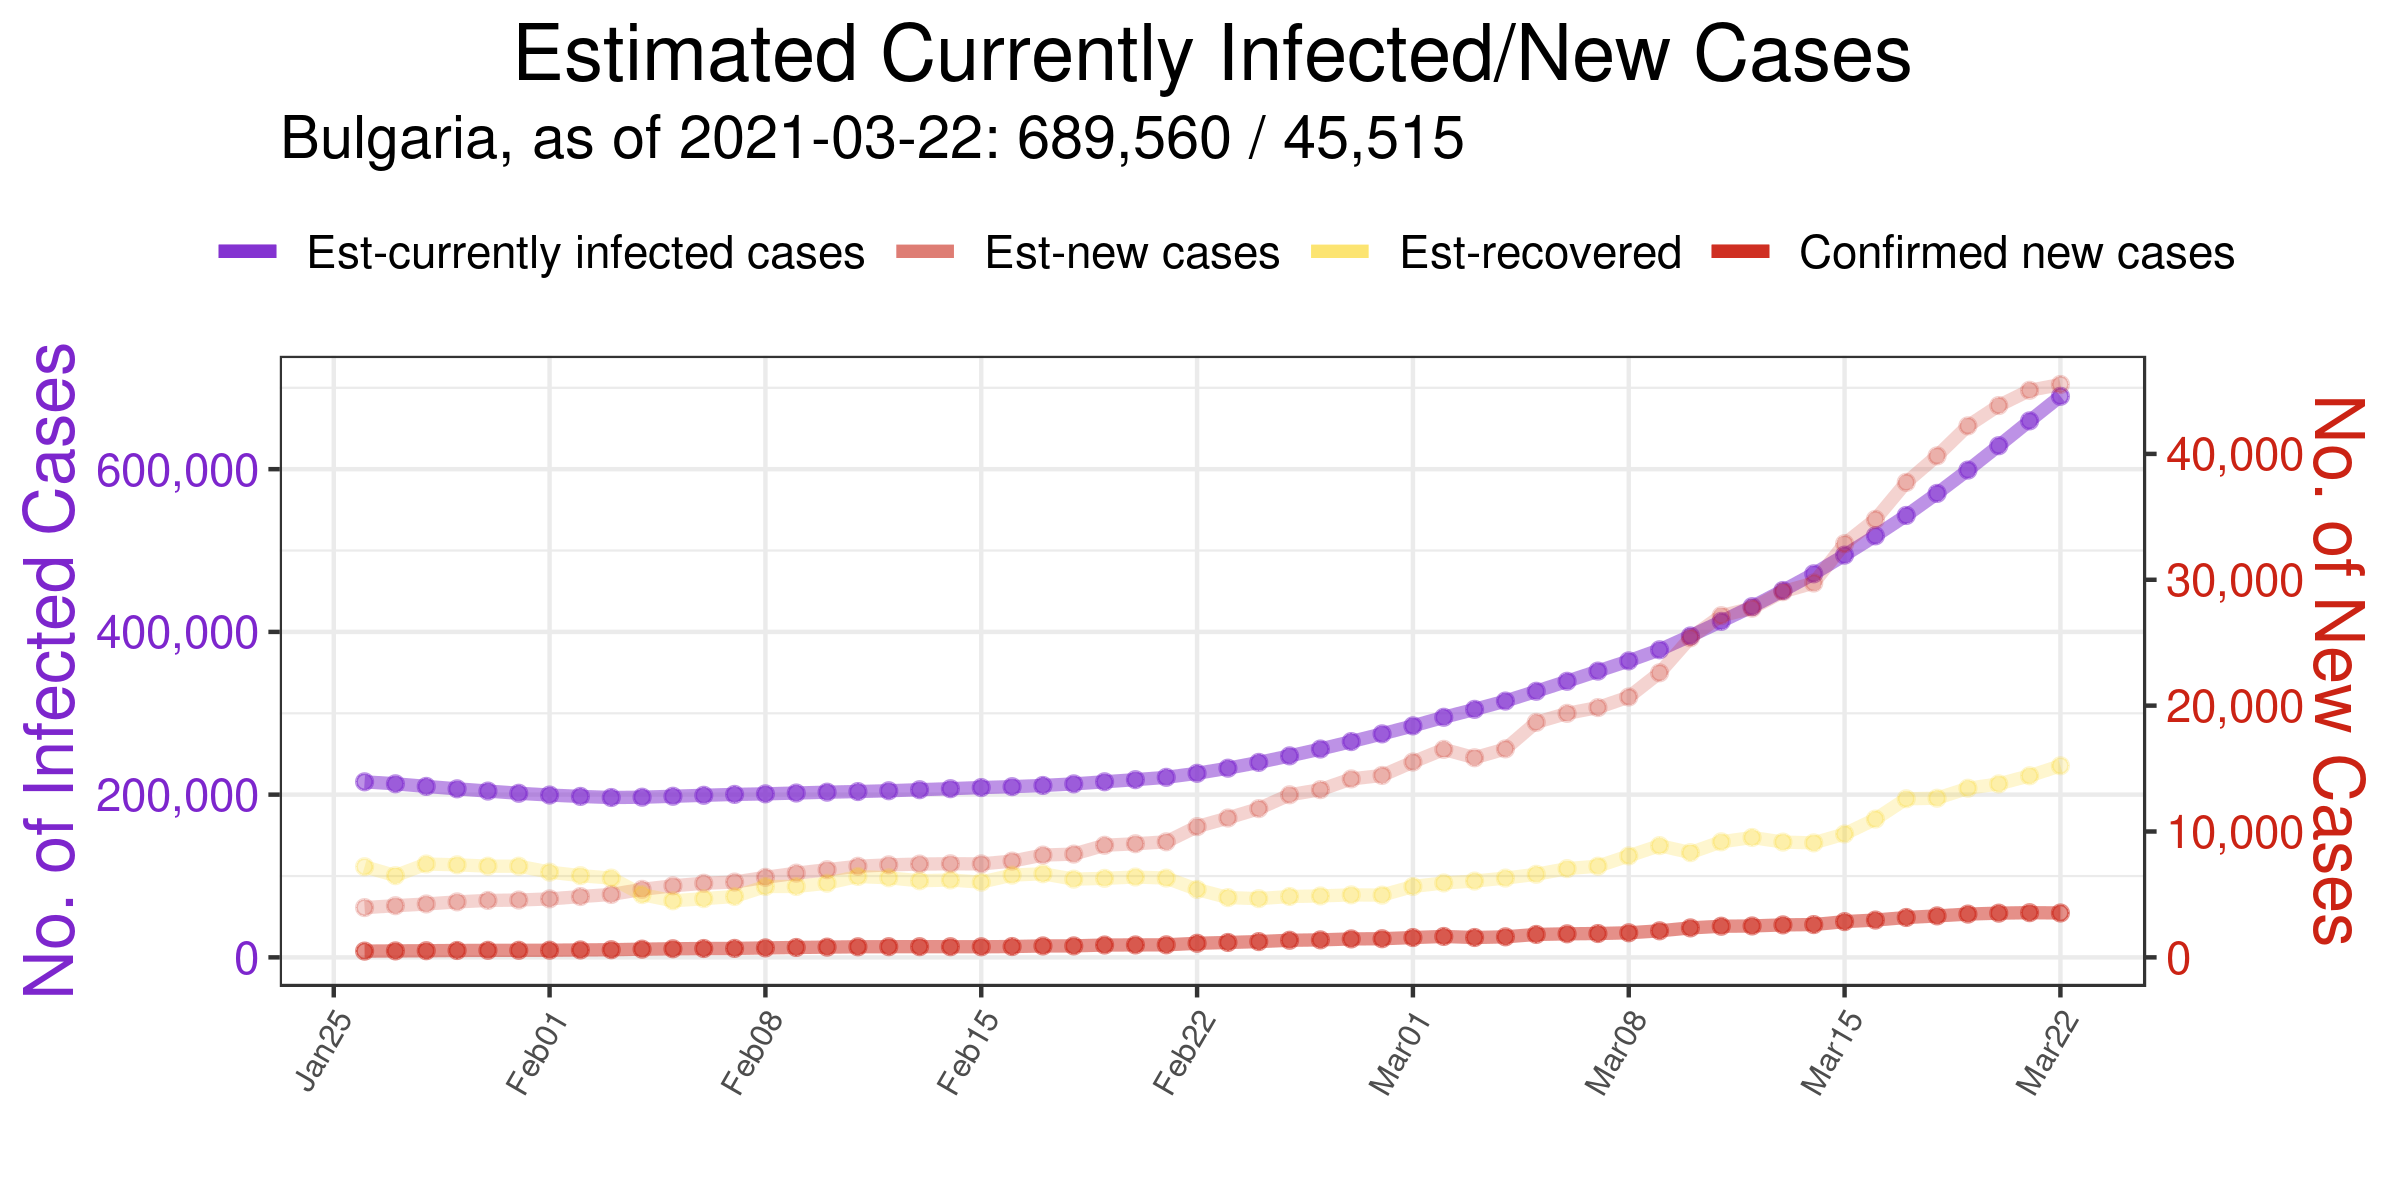 Estimated Currently Infected/New Cases
Bulgaria, as of 2021-03-22: 689,560 / 45,515
Est-currently infected cases Est-new cases Est-recovered Confirmed new cases
No. of Infected Cases
600,000
400,000
200,000
0
40,000
30,000
20,000
10,000
0
No. of New Cases
Jan25 Feb01 Feb08 Feb15 Feb22 Mar01 Mar08 Mar15 Mar22